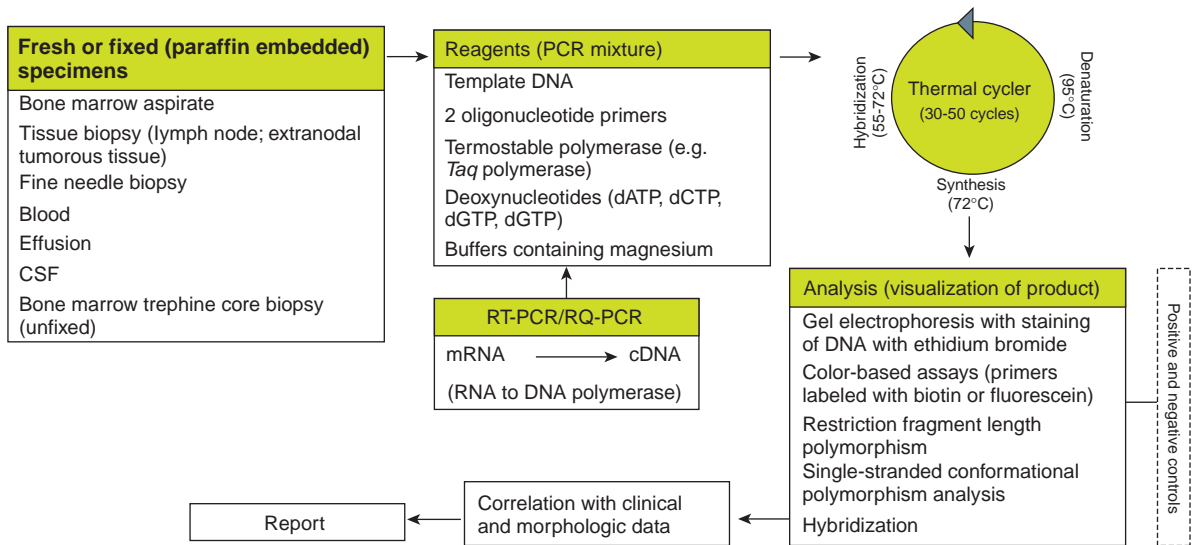 Fresh or fixed (paraffin embedded)
specimens
Bone marrow aspirate
Tissue biopsy (lymph node; extranodal
tumorous tissue)
Fine needle biopsy
Blood
Effusion
CSF
Bone marrow trephine core biopsy
(unfixed)
Reagents (PCR mixture)
Template DNA
2 oligonucleotide primers
Termostable polymerase (e.g.
Taq polymerase)
Deoxynucleotides (dATP, dCTP,
dGTP, dGTP)
Buffers containing magnesium
RT-PCR/RQ-PCR
mRNA cDNA
(RNA to DNA polymerase)
Hybridization
(55-72°C)
Thermal cycler
(30-50 cycles)
Denaturation
(95°C)
Synthesis
(72°C)
Analysis (visualization of product)
Gel electrophoresis with staining
of DNA with ethidium bromide
Color-based assays (primers
labeled with biotin or fluorescein)
Restriction fragment length
polymorphism
Single-stranded conformational
polymorphism analysis
Hybridization
Positive and negative controls
Correlation with clinical
and morphologic data
Report